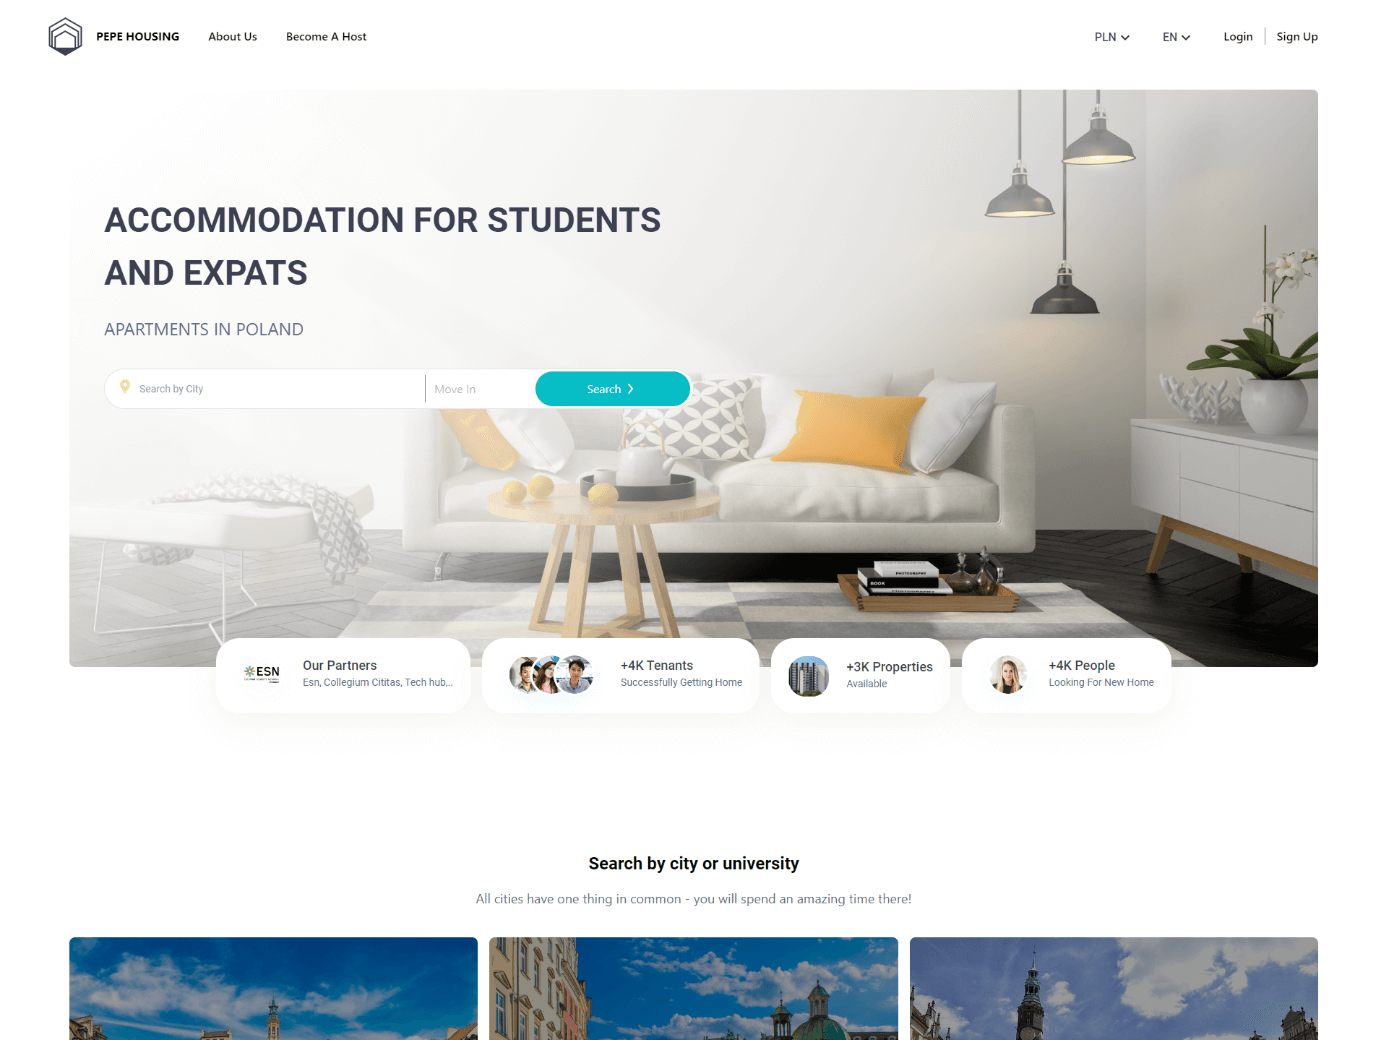 PEPE HOUSING
About Us
Become A Host
PLN
EN
Login
Sign Up
ACCOMMODATION FOR STUDENTS
AND EXPATS
APARTMENTS IN POLAND
Search by City
Move In
Search
PHOTOGRAPHY
BOOK
PHOTOGRAPHY
ESN
Our Partners
Esn, Collegium Cititas, Tech hub,...
+4K Tenants
Successfully Getting Home
+3K Properties
Available
+4K People
Looking For New Home
Search by city or university
All cities have one thing in common - you will spend an amazing time there!